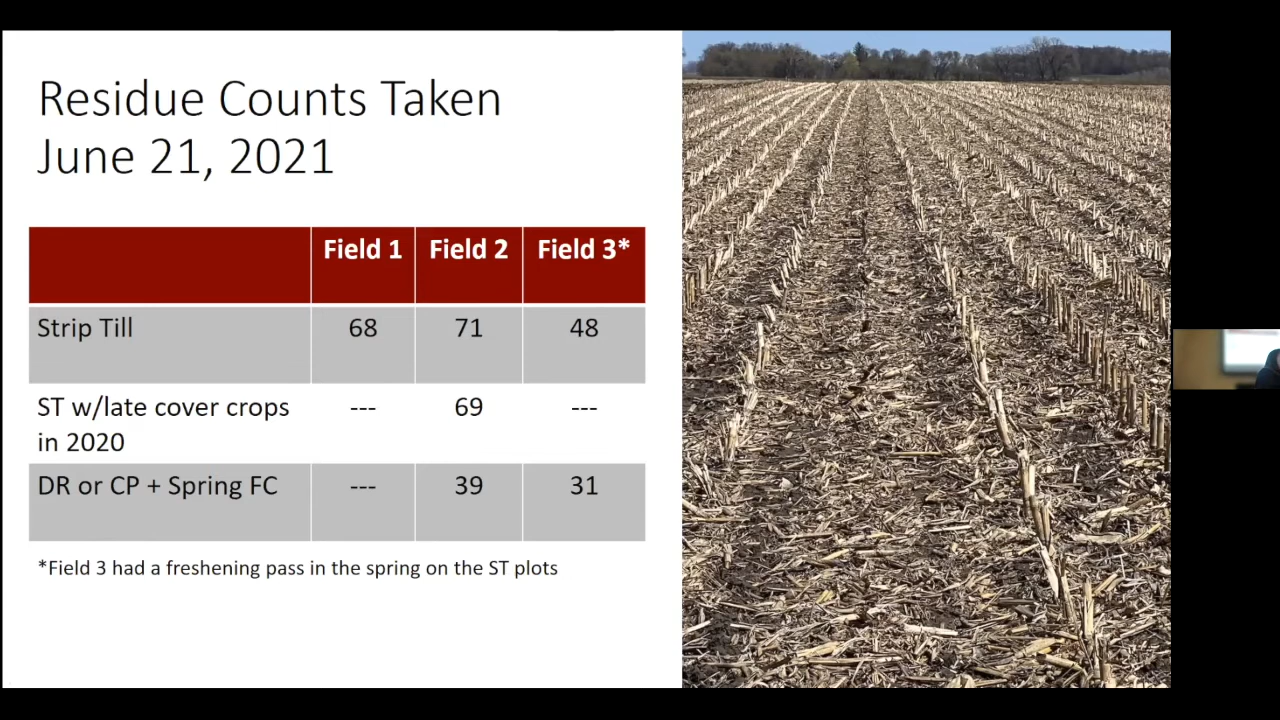 Residue Counts Taken
June 21, 2021
Field 1 Field 2 Field 3*
Strip Till 68 71 48
ST w/late cover crops
in 2020 --- 69 ---
DR or CP + Spring FC --- 39 31
*Field 3 had a freshening pass in the spring on the ST plots